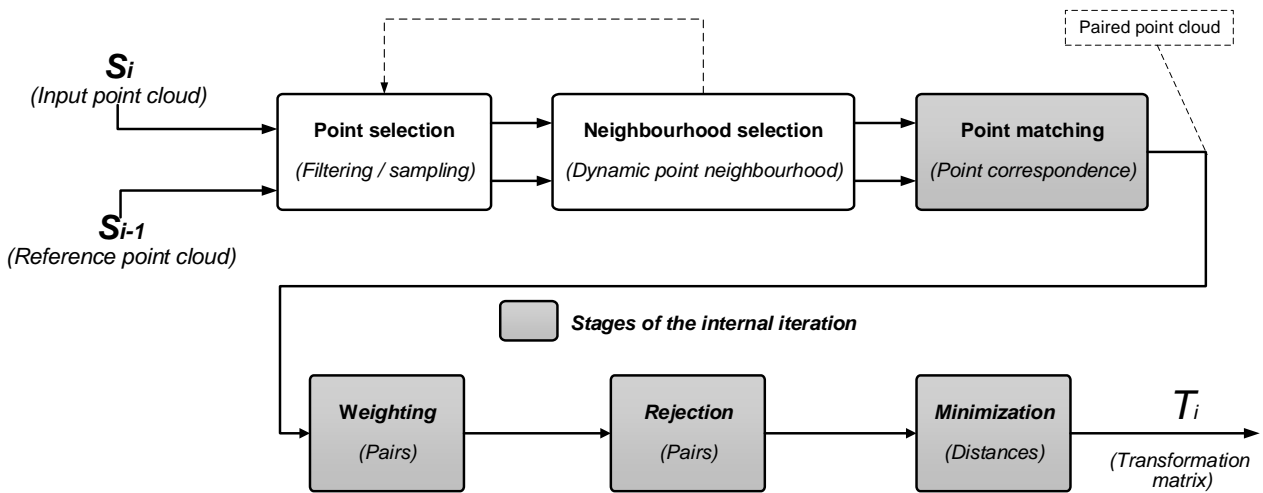 Paired point cloud
Si
(Input point cloud)
Point selection
(Filtering / sampling)
Neighbourhood selection
(Dynamic point neighbourhood)
Point matching
(Point correspondence)
Si-1
(Reference point cloud)
Stages of the internal iteration
Weighting
(Pairs)
Rejection
(Pairs)
Minimization
(Distances)
Ti
(Transformation
matrix)